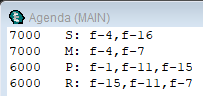 Agenda (MAIN)
7000 S: f-4,f-16
7000 M: f-4,f-7
6000 P: f-1,f-11,f-15
6000 R: f-15,f-11,f-7